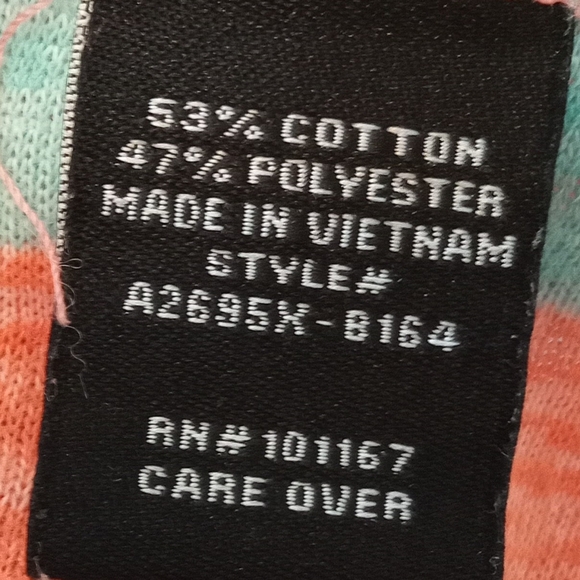 53% COTTON
47% POLYESTER
MADE IN VIETNAM
STYLE#
A2695X-8164
RN#101167
CARE OVER